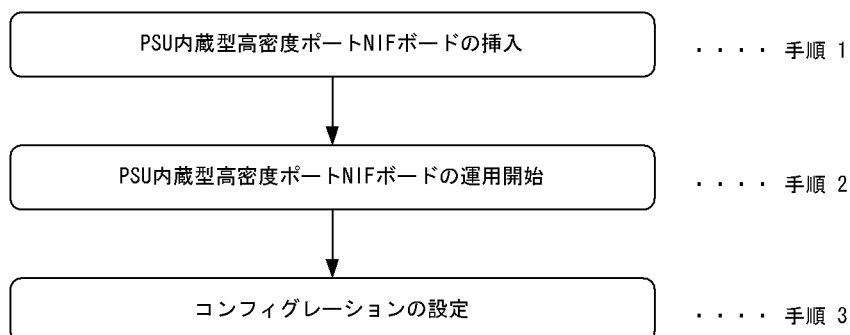 PSU内蔵型高密度ポートNIFボードの挿入 ・・・・ 手順 1
PSU内蔵型高密度ポートNIFボードの運用開始 ・・・・ 手順 2
コンフィグレーションの設定 ・・・・ 手順 3